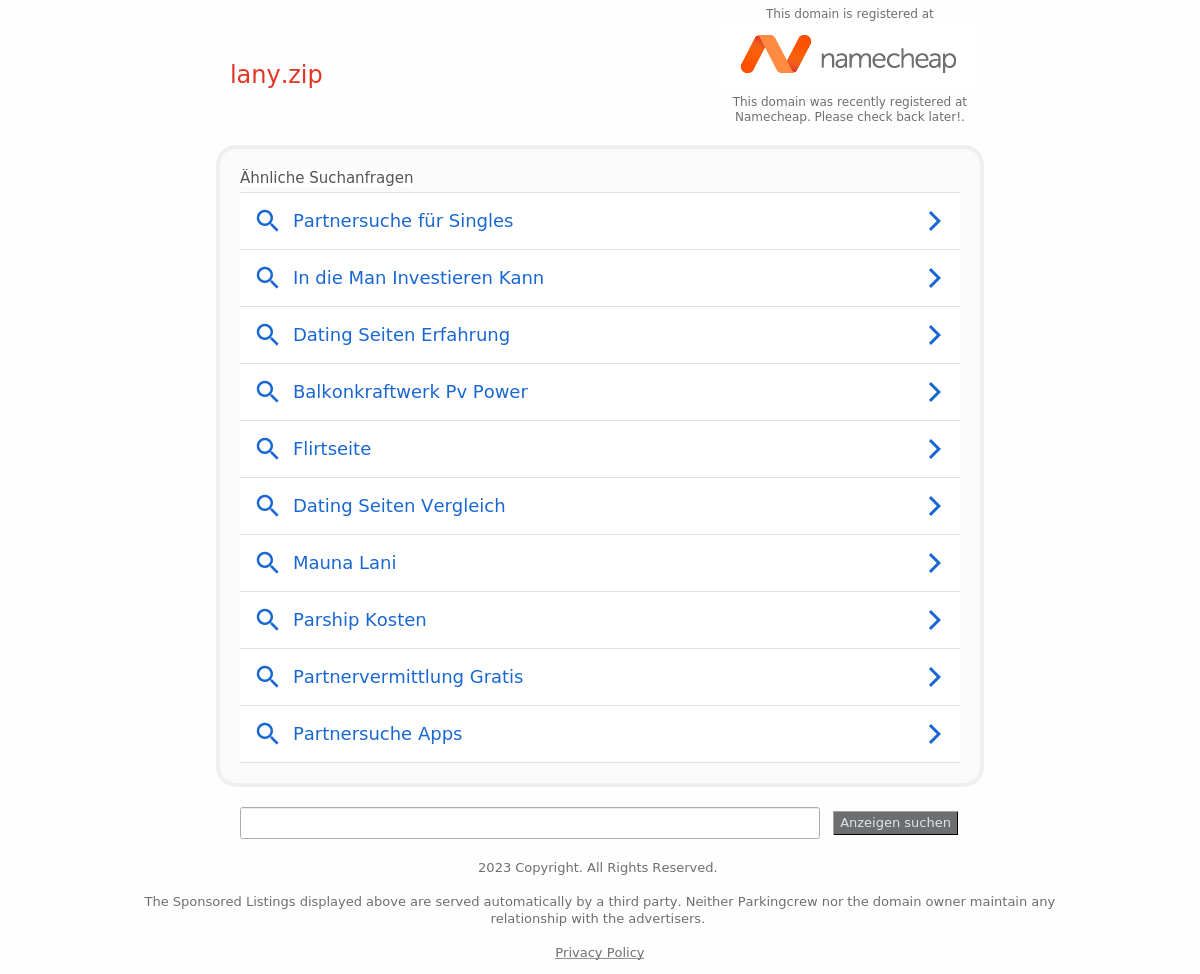 This domain is registered at
namecheap
lany.zip
This domain was recently registered at
Namecheap. Please check back later!.
Ähnliche Suchanfragen
Partnersuche für Singles
In die Man Investieren Kann
Dating Seiten Erfahrung
Balkonkraftwerk Pv Power
Flirtseite
Dating Seiten Vergleich
Mauna Lani
Parship Kosten
Partnervermittlung Gratis
Partnersuche Apps
Anzeigen suchen
2023 Copyright. All Rights Reserved.
The Sponsored Listings displayed above are served automatically by a third party. Neither Parkingcrew nor the domain owner maintain any
relationship with the advertisers.
Privacy Policy